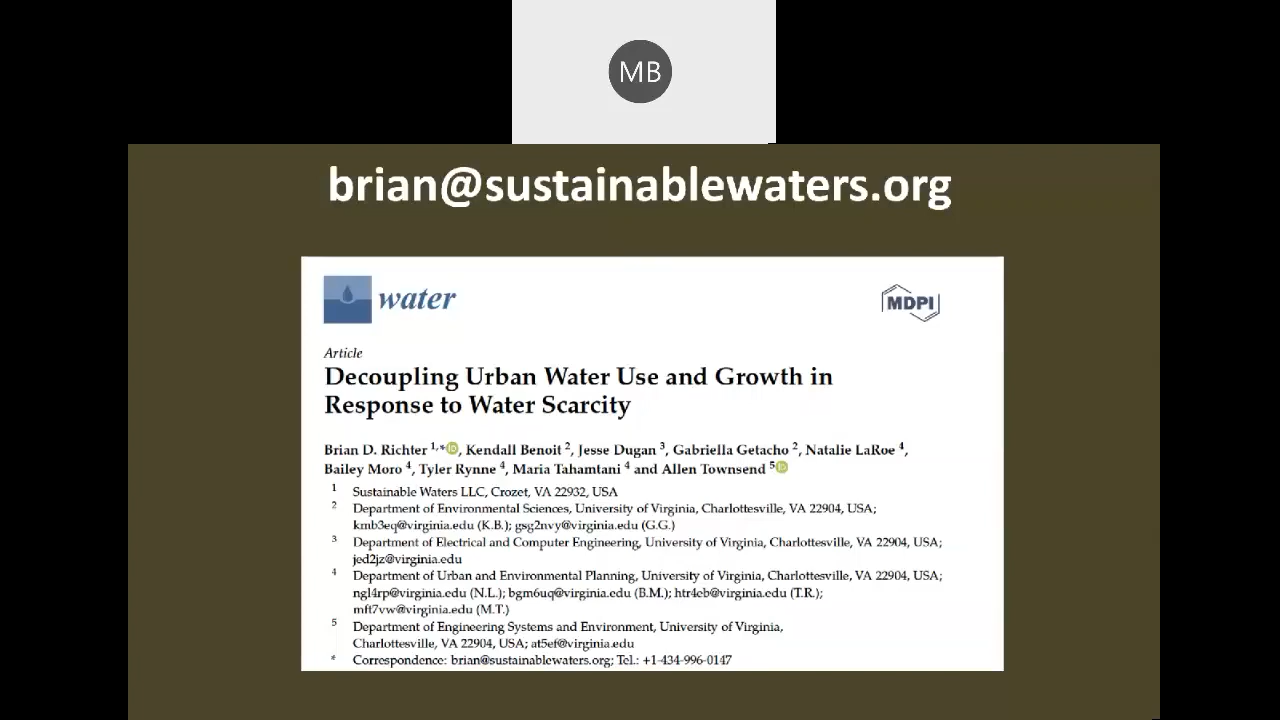 MB
brian@sustainablewaters.org
water
MDPI
Article
Decoupling Urban Water Use and Growth in
Response to Water Scarcity
Brian D. Richter 1,*, Kendall Benoit 2, Jesse Dugan 3, Gabriella Getacho 2, Natalie LaRoe 4,
Bailey Moro 4, Tyler Rynne 4, Maria Tahamtani 4 and Allen Townsend 5
1 Sustainable Waters LLC, Crozet, VA 22932, USA
2 Department of Environmental Sciences, University of Virginia, Charlottesville, VA 22904, USA;
kmb3eq@virginia.edu (K.B.); gsg2nvy@virginia.edu (G.G.)
3 Department of Electrical and Computer Engineering, University of Virginia, Charlottesville, VA 22904, USA;
jed2jz@virginia.edu
4 Department of Urban and Environmental Planning, University of Virginia, Charlottesville, VA 22904, USA;
ngl4rp@virginia.edu (N.L.); bgm6uq@virginia.edu (B.M.); htr4eb@virginia.edu (T.R.);
mft7vw@virginia.edu (M.T.)
5 Department of Engineering Systems and Environment, University of Virginia,
Charlottesville, VA 22904, USA; at5ef@virginia.edu
* Correspondence: brian@sustainablewaters.org; Tel.: +1-434-996-0147